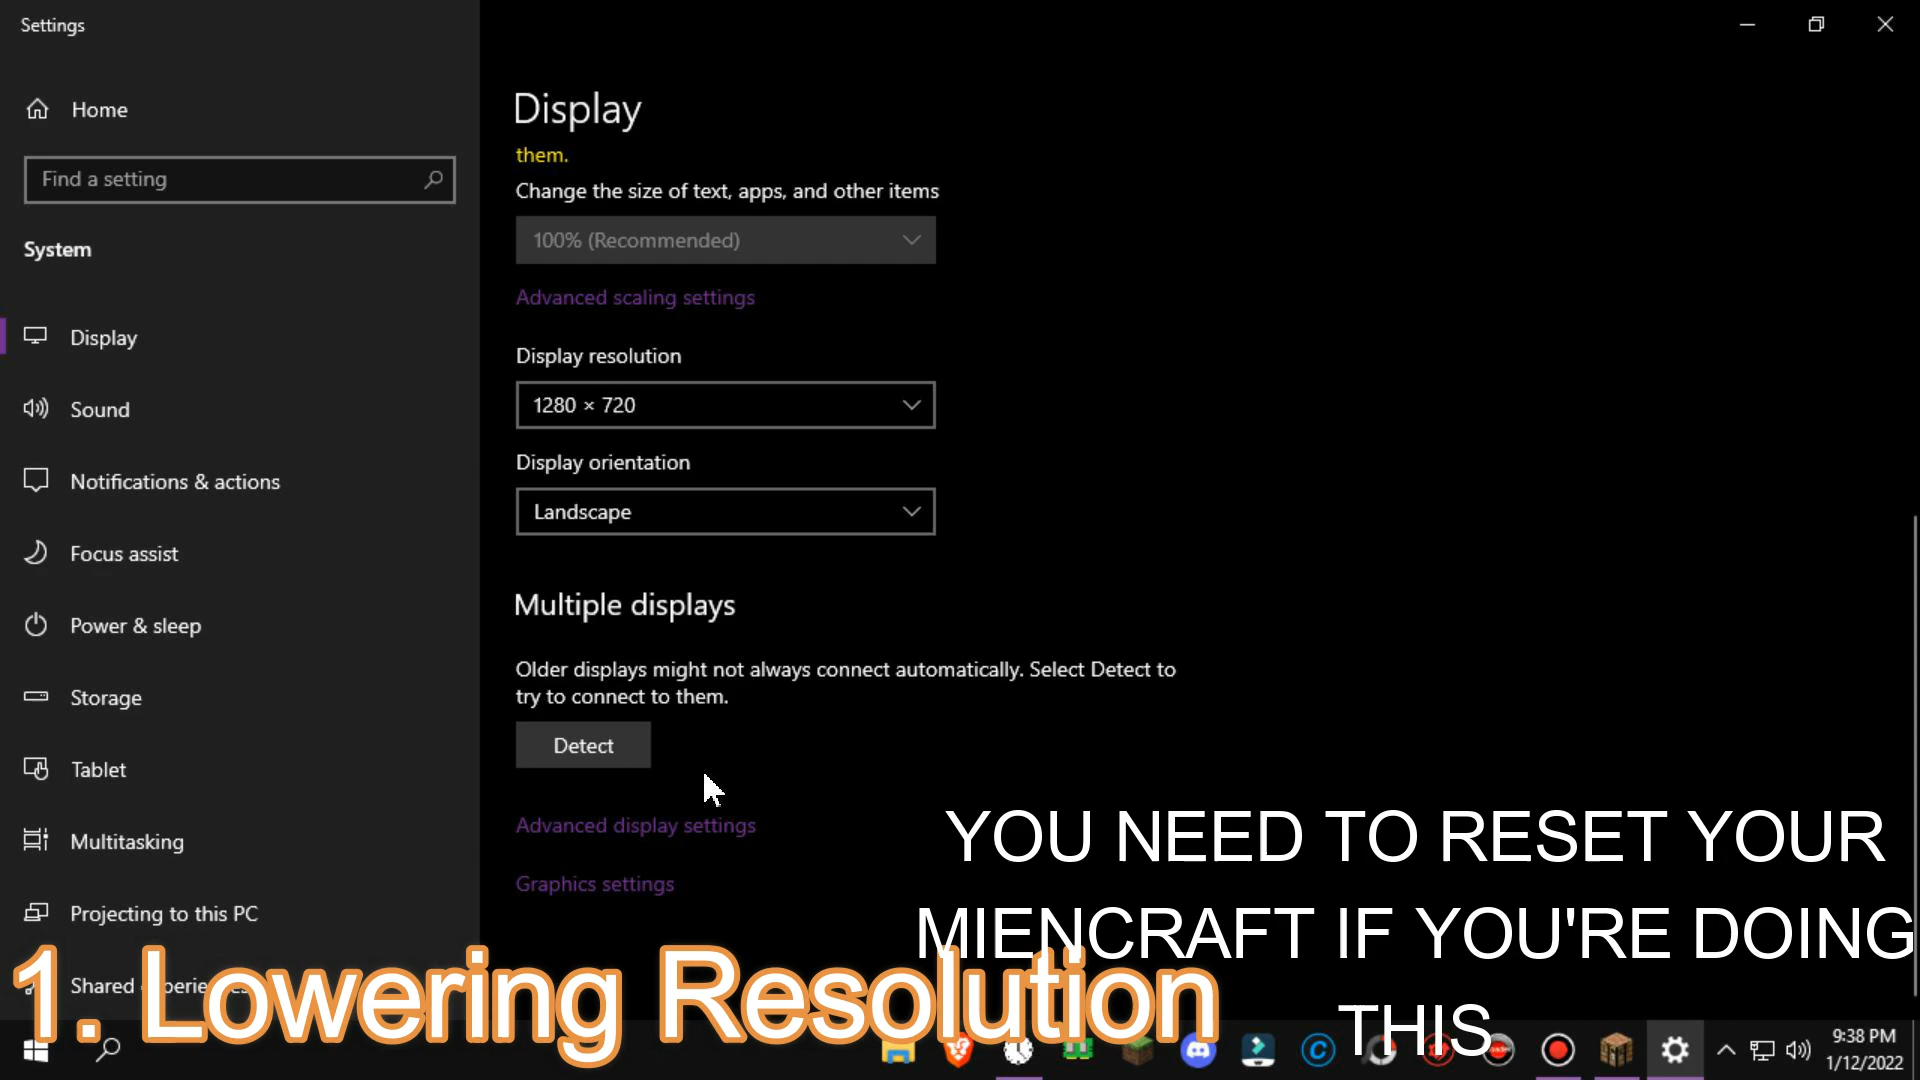 Settings
Home
Find a setting
System
Display
Sound
Notifications & actions
Focus assist
Power & sleep
Storage
Tablet
Multitasking
Projecting to this PC
Shared
Display
them.
Change the size of text, apps, and other items
100% (Recommended)
Advanced scaling settings
Display resolution
1280 × 720
Display orientation
Landscape
Multiple displays
Older displays might not always connect automatically. Select Detect to
try to connect to them.
Detect
Advanced display settings
Graphics settings
YOU NEED TO RESET YOUR
MIENCRAFT IF YOU'RE DOING
THIS
1. Lowering Resolution
9:38 PM
1/12/2022